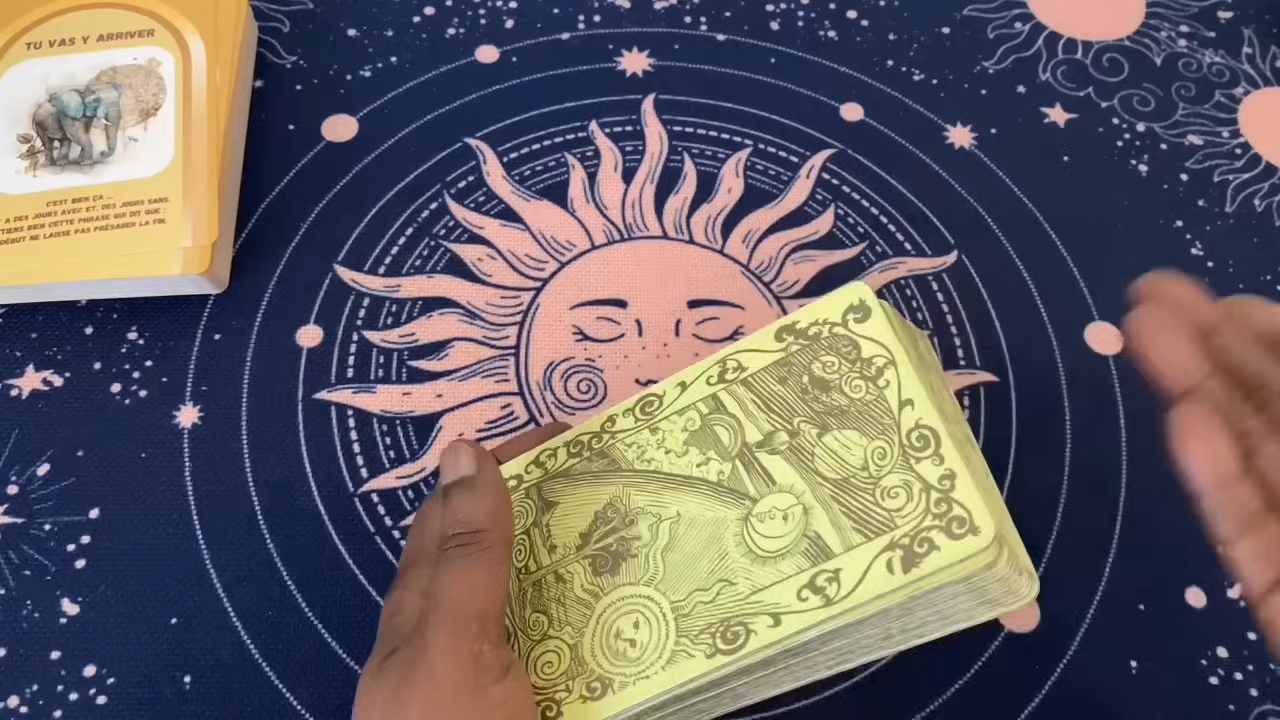 TU VAS Y ARRIVER
C'EST BIEN ÇA ...
A DES JOURS AVEC ET, DES JOURS SANS.
TIENS BIEN CETTE PHRASE QUI DIT QUE :
DÉBUT NE LAISSE PAS PRÉSAGER LA FIN.